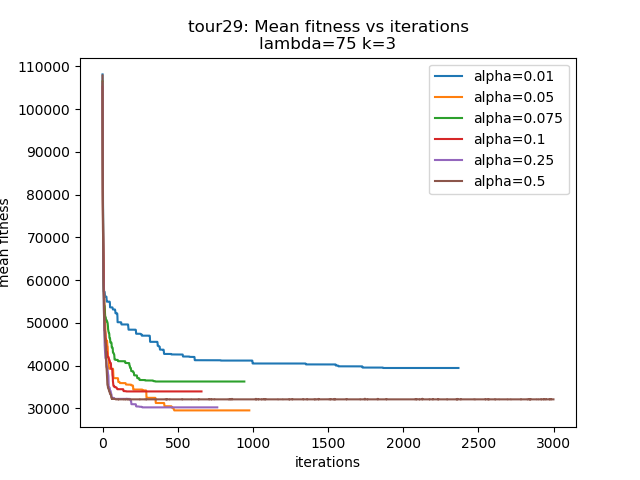 tour29: Mean fitness vs iterations
lambda=75 k=3
110000
100000
90000
80000
70000
60000
50000
40000
30000
mean fitness
alpha=0.01
alpha=0.05
alpha=0.075
alpha=0.1
alpha=0.25
alpha=0.5
0
500
1000
1500
2000
2500
3000
iterations